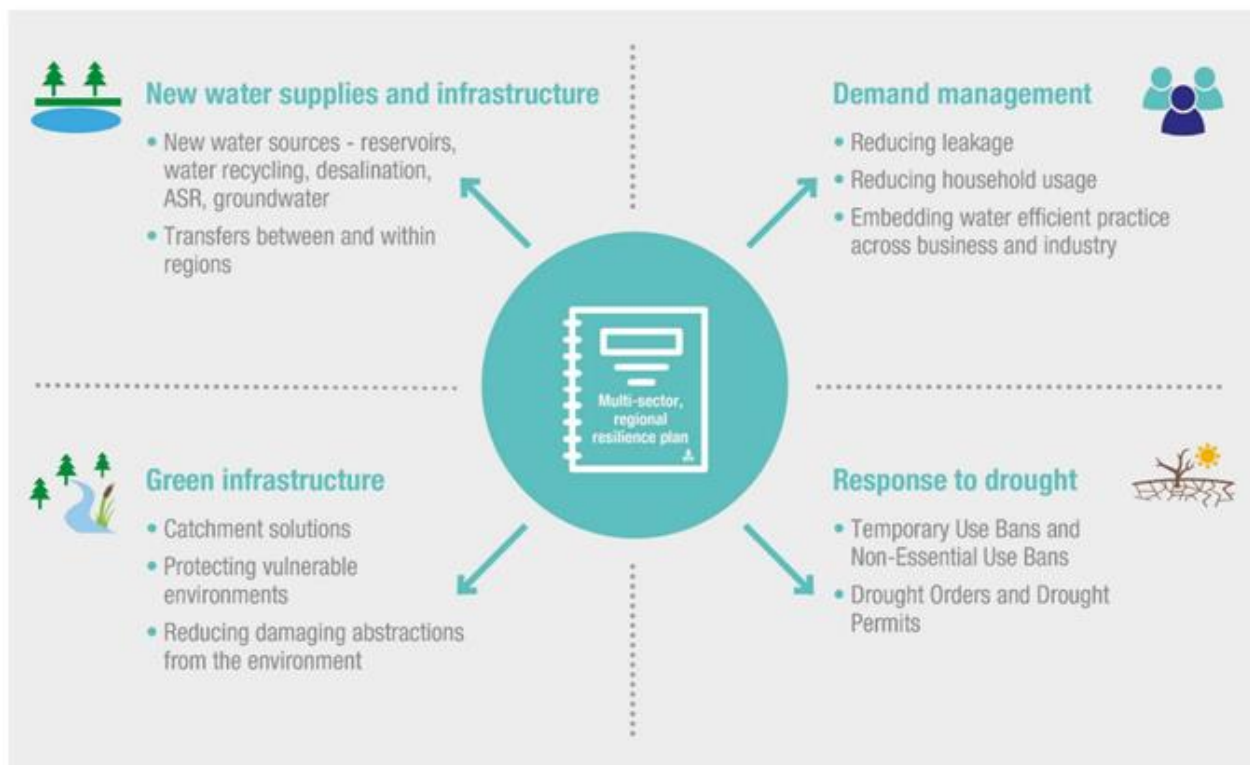 New water supplies and infrastructure
• New water sources - reservoirs,
water recycling, desalination,
ASR, groundwater
• Transfers between and within
regions
Demand management
• Reducing leakage
• Reducing household usage
• Embedding water efficient practice
across business and industry
Multi-sector,
regional
resilience plan
Green infrastructure
• Catchment solutions
• Protecting vulnerable
environments
• Reducing damaging abstractions
from the environment
Response to drought
• Temporary Use Bans and
Non-Essential Use Bans
• Drought Orders and Drought
Permits